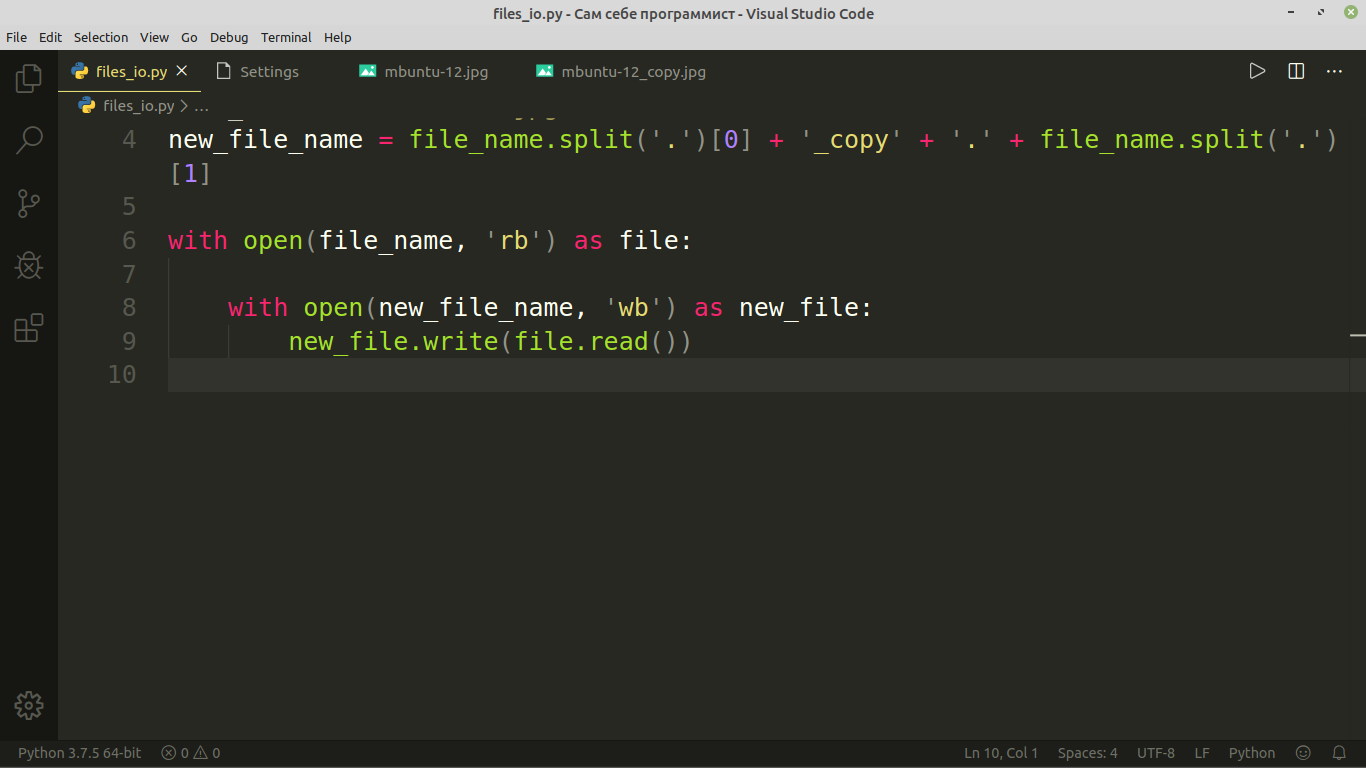 files_io.py - Сам себе программист - Visual Studio Code
File Edit Selection View Go Debug Terminal Help
files_io.py Settings mbuntu-12.jpg mbuntu-12_copy.jpg
files_io.py > ...
4 new_file_name = file_name.split('.')[0] + '_copy' + '.' + file_name.split('.')
[1]
5
6 with open(file_name, 'rb') as file:
7
8 with open(new_file_name, 'wb') as new_file:
9 new_file.write(file.read())
10
Python 3.7.5 64-bit 0 0 Ln 10, Col 1 Spaces: 4 UTF-8 LF Python